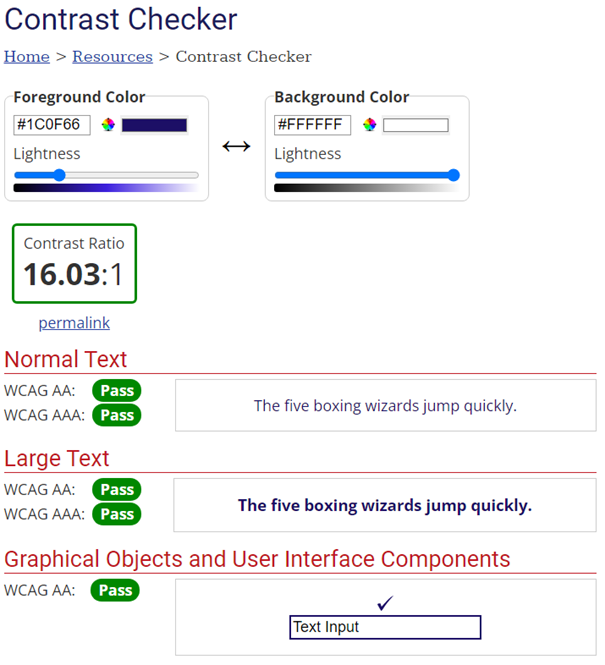 Contrast Checker
Home > Resources > Contrast Checker
Foreground Color
#1C0F66
Lightness
Background Color
#FFFFFF
Lightness
Contrast Ratio
16.03:1
permalink
Normal Text
WCAG AA: Pass
WCAG AAA: Pass
The five boxing wizards jump quickly.
Large Text
WCAG AA: Pass
WCAG AAA: Pass
The five boxing wizards jump quickly.
Graphical Objects and User Interface Components
WCAG AA: Pass
Text Input